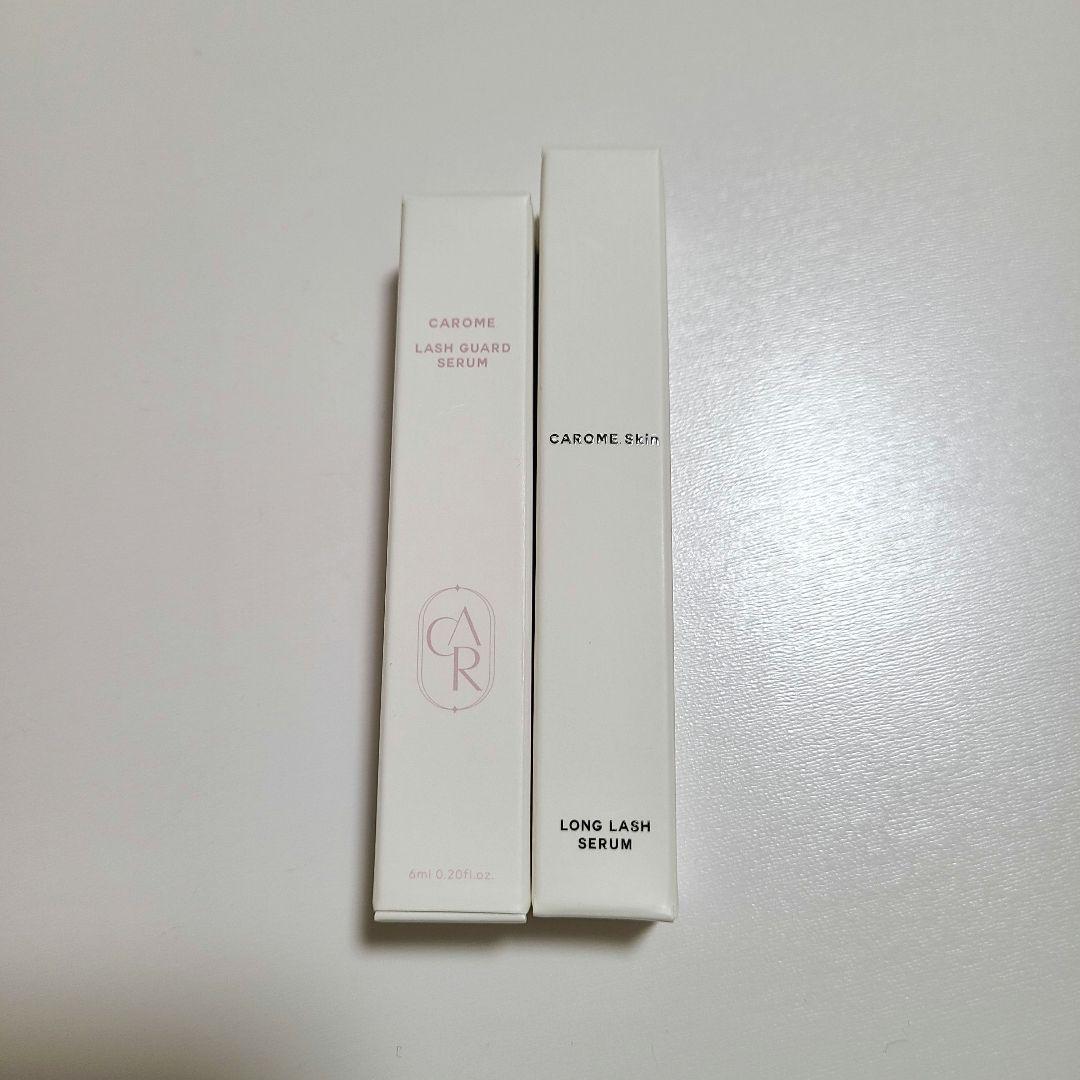 CAROME
LASH GUARD
SERUM
CAR
6ml 0.20fl.oz.
CAROME.Skin
LONG LASH
SERUM